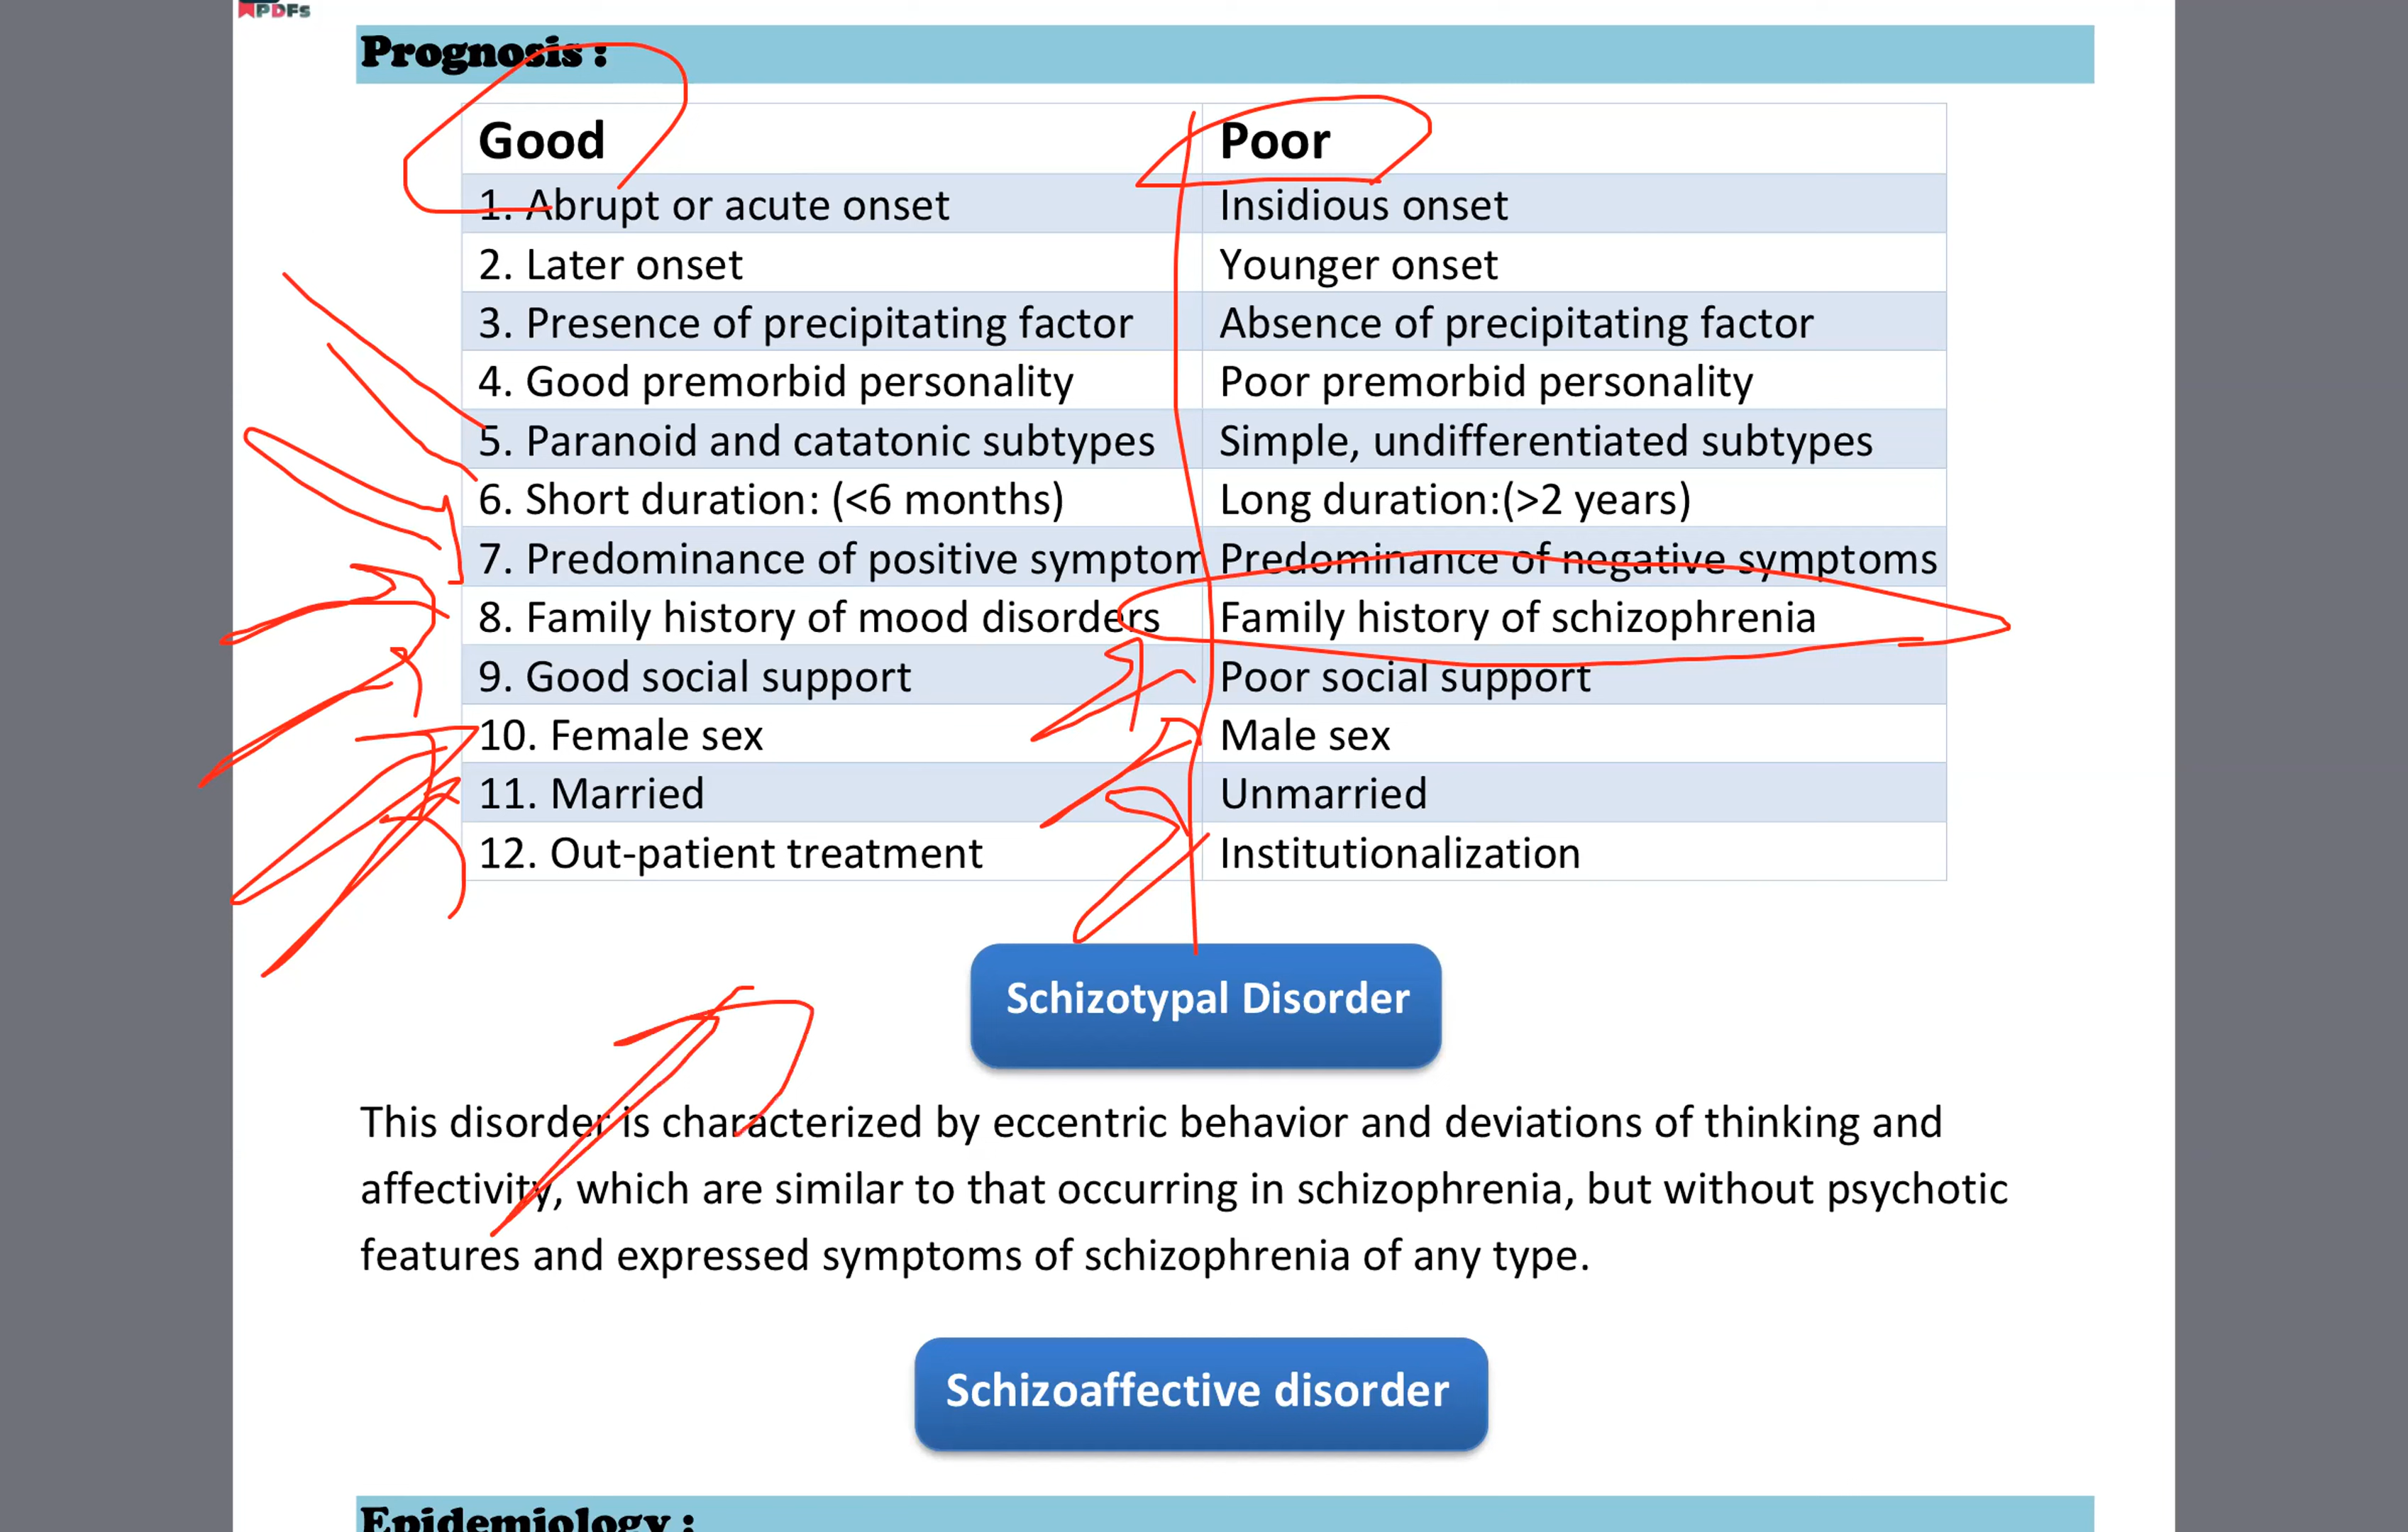 PDFs
Prognosis :
Good Poor
1. Abrupt or acute onset Insidious onset
2. Later onset Younger onset
3. Presence of precipitating factor Absence of precipitating factor
4. Good premorbid personality Poor premorbid personality
5. Paranoid and catatonic subtypes Simple, undifferentiated subtypes
6. Short duration: (<6 months) Long duration:(>2 years)
7. Predominance of positive symptom Predominance of negative symptoms
8. Family history of mood disorders Family history of schizophrenia
9. Good social support Poor social support
10. Female sex Male sex
11. Married Unmarried
12. Out-patient treatment Institutionalization
Schizotypal Disorder
This disorder is characterized by eccentric behavior and deviations of thinking and
affectivity, which are similar to that occurring in schizophrenia, but without psychotic
features and expressed symptoms of schizophrenia of any type.
Schizoaffective disorder
Epidemiology :